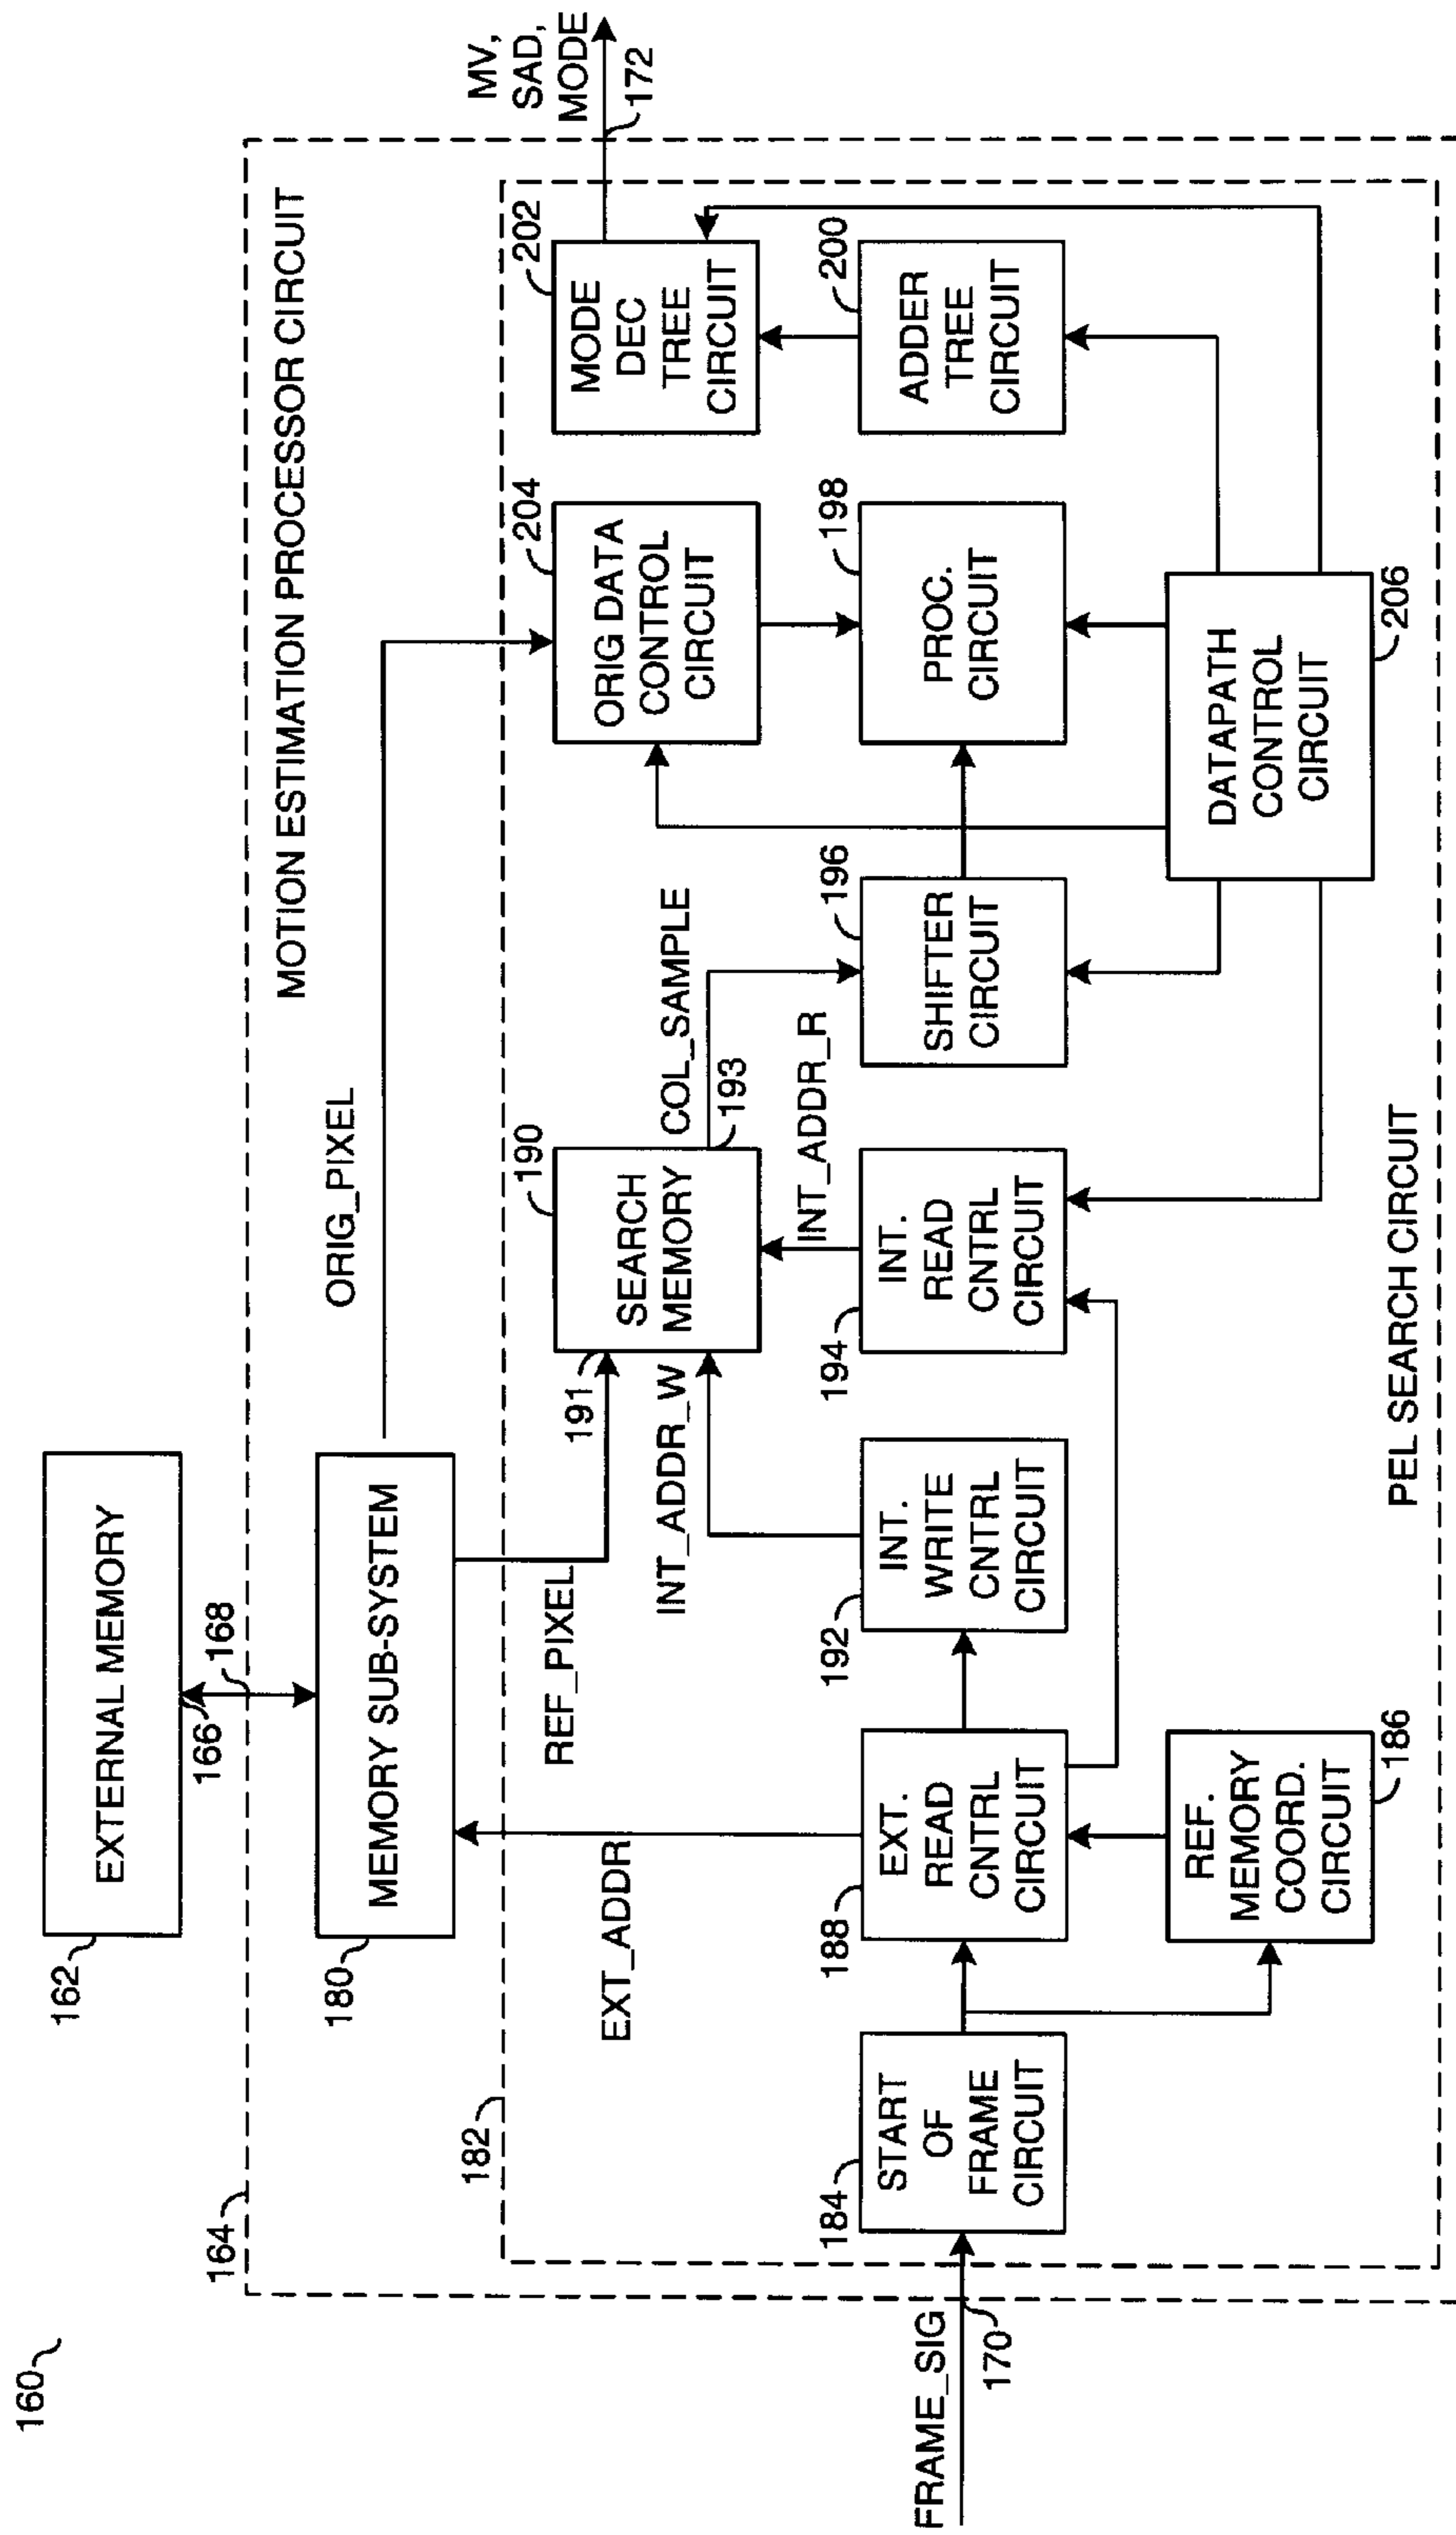 160
162
EXTERNAL MEMORY
166
168
164
MOTION ESTIMATION PROCESSOR CIRCUIT
180
MEMORY SUB-SYSTEM
ORIG_PIXEL
MV,
SAD,
MODE
172
182
EXT_ADDR
REF_PIXEL
INT_ADDR_W
191
190
SEARCH
MEMORY
193
COL_SAMPLE
INT_ADDR_R
204
ORIG DATA
CONTROL
CIRCUIT
202
MODE
DEC
TREE
CIRCUIT
FRAME_SIG
170
184
START
OF
FRAME
CIRCUIT
188
EXT.
READ
CNTRL
CIRCUIT
192
INT.
WRITE
CNTRL
CIRCUIT
194
INT.
READ
CNTRL
CIRCUIT
196
SHIFTER
CIRCUIT
198
PROC.
CIRCUIT
200
ADDER
TREE
CIRCUIT
REF.
MEMORY
COORD.
CIRCUIT
186
DATAPATH
CONTROL
CIRCUIT
206
PEL SEARCH CIRCUIT